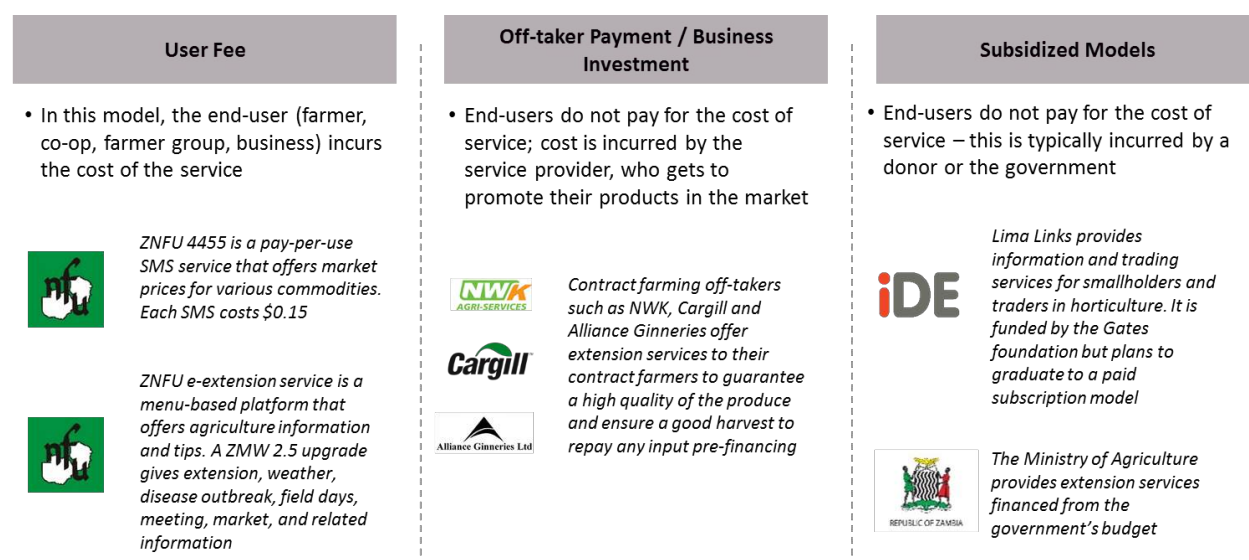 User Fee
• In this model, the end-user (farmer,
co-op, farmer group, business) incurs
the cost of the service
nfu
ZNFU 4455 is a pay-per-use
SMS service that offers market
prices for various commodities.
Each SMS costs $0.15
nfu
ZNFU e-extension service is a
menu-based platform that
offers agriculture information
and tips. A ZMW 2.5 upgrade
gives extension, weather,
disease outbreak, field days,
meeting, market, and related
information
Off-taker Payment / Business
Investment
• End-users do not pay for the cost of
service; cost is incurred by the
service provider, who gets to
promote their products in the market
NWK
AGRI-SERVICES
Cargill
Alliance Ginneries Ltd
Contract farming off-takers
such as NWK, Cargill and
Alliance Ginneries offer
extension services to their
contract farmers to guarantee
a high quality of the produce
and ensure a good harvest to
repay any input pre-financing
Subsidized Models
• End-users do not pay for the cost of
service – this is typically incurred by a
donor or the government
iDE
Lima Links provides
information and trading
services for smallholders and
traders in horticulture. It is
funded by the Gates
foundation but plans to
graduate to a paid
subscription model
REPUBLIC OF ZAMBIA
The Ministry of Agriculture
provides extension services
financed from the
government's budget